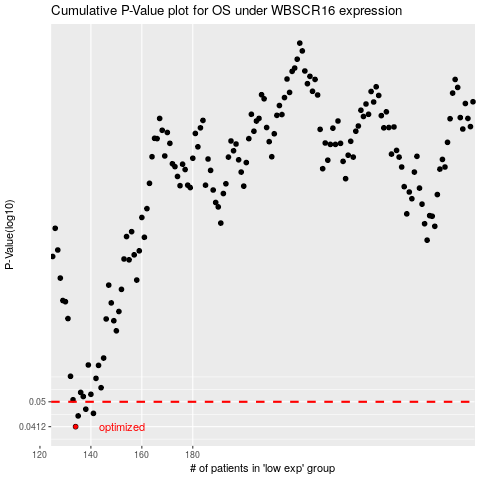 Cumulative P-Value plot for OS under WBSCR16 expression
P-Value(log10)
0.05
0.0412
optimized
120 140 160 180
# of patients in 'low exp' group